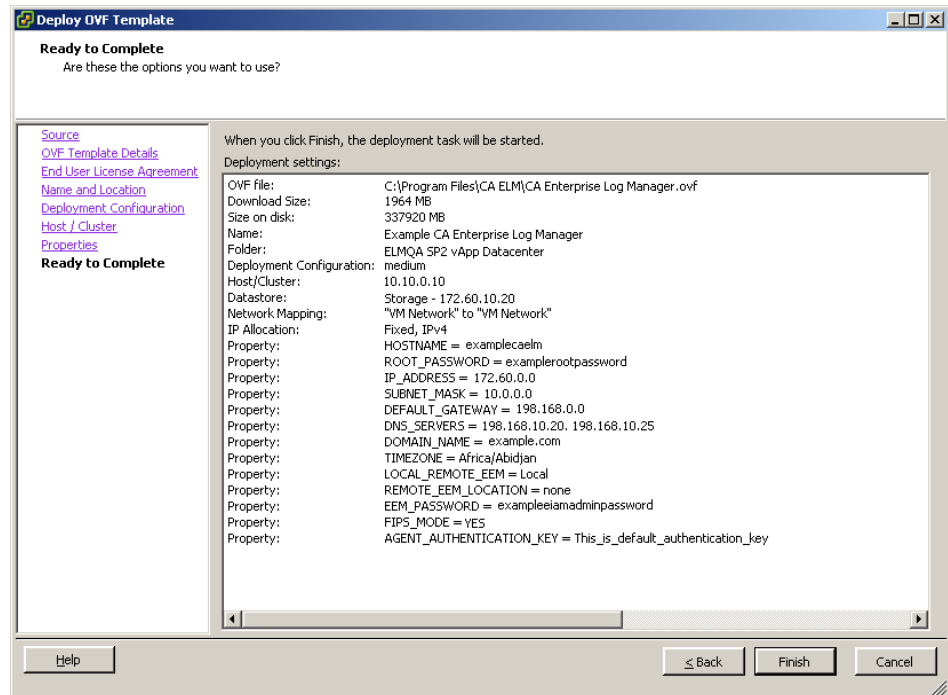 Deploy OVF Template
Ready to Complete
Are these the options you want to use?
Source
OVF Template Details
End User License Agreement
Name and Location
Deployment Configuration
Host / Cluster
Properties
Ready to Complete
When you click Finish, the deployment task will be started.
Deployment settings:
OVF file: C:\Program Files\CA ELM\CA Enterprise Log Manager.ovf
Download Size: 1964 MB
Size on disk: 337920 MB
Name: Example CA Enterprise Log Manager
Folder: ELMQA SP2 vApp Datacenter
Deployment Configuration: medium
Host/Cluster: 10.10.0.10
Datastore: Storage - 172.60.10.20
Network Mapping: "VM Network" to "VM Network"
IP Allocation: Fixed, IPv4
Property: HOSTNAME = examplecaelm
Property: ROOT_PASSWORD = examplerootpassword
Property: IP_ADDRESS = 172.60.0.0
Property: SUBNET_MASK = 10.0.0.0
Property: DEFAULT_GATEWAY = 198.168.0.0
Property: DNS_SERVERS = 198.168.10.20. 198.168.10.25
Property: DOMAIN_NAME = example.com
Property: TIMEZONE = Africa/Abidjan
Property: LOCAL_REMOTE_EEM = Local
Property: REMOTE_EEM_LOCATION = none
Property: EEM_PASSWORD = exampleeiamadminpassword
Property: FIPS_MODE = YES
Property: AGENT_AUTHENTICATION_KEY = This_is_default_authentication_key
Help
< Back
Finish
Cancel